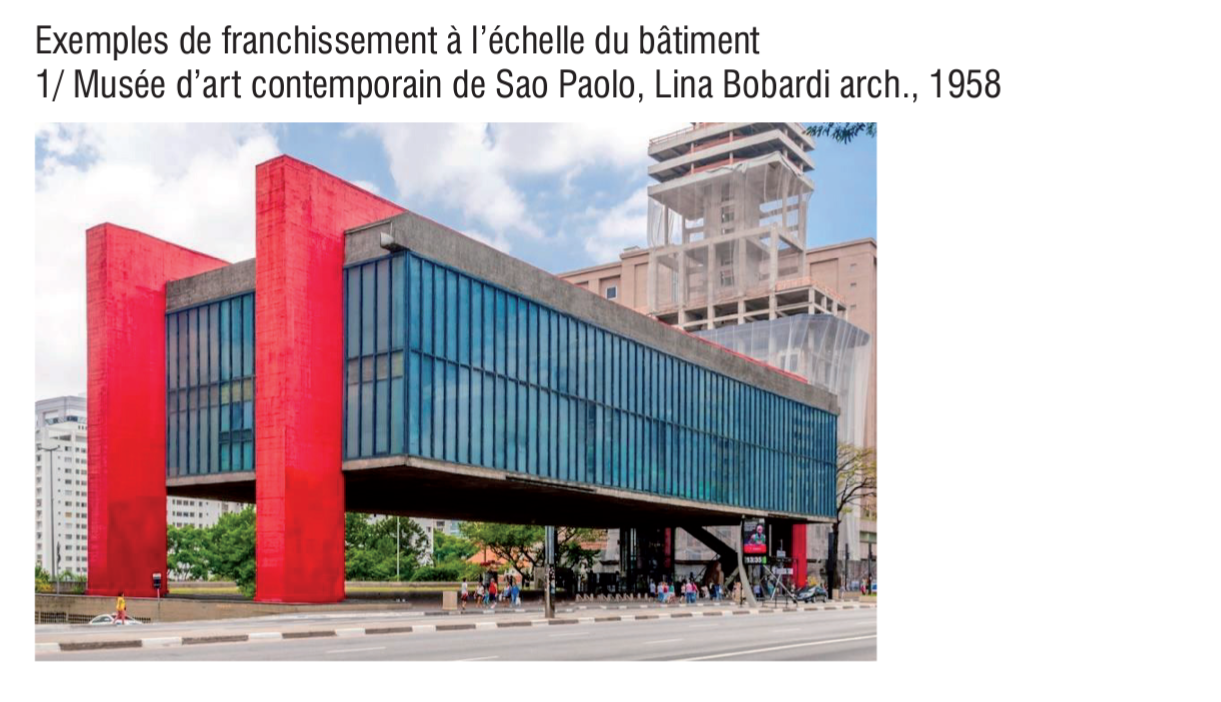 Exemples de franchissement à l'échelle du bâtiment
1/ Musée d'art contemporain de Sao Paolo, Lina Bobardi arch., 1958